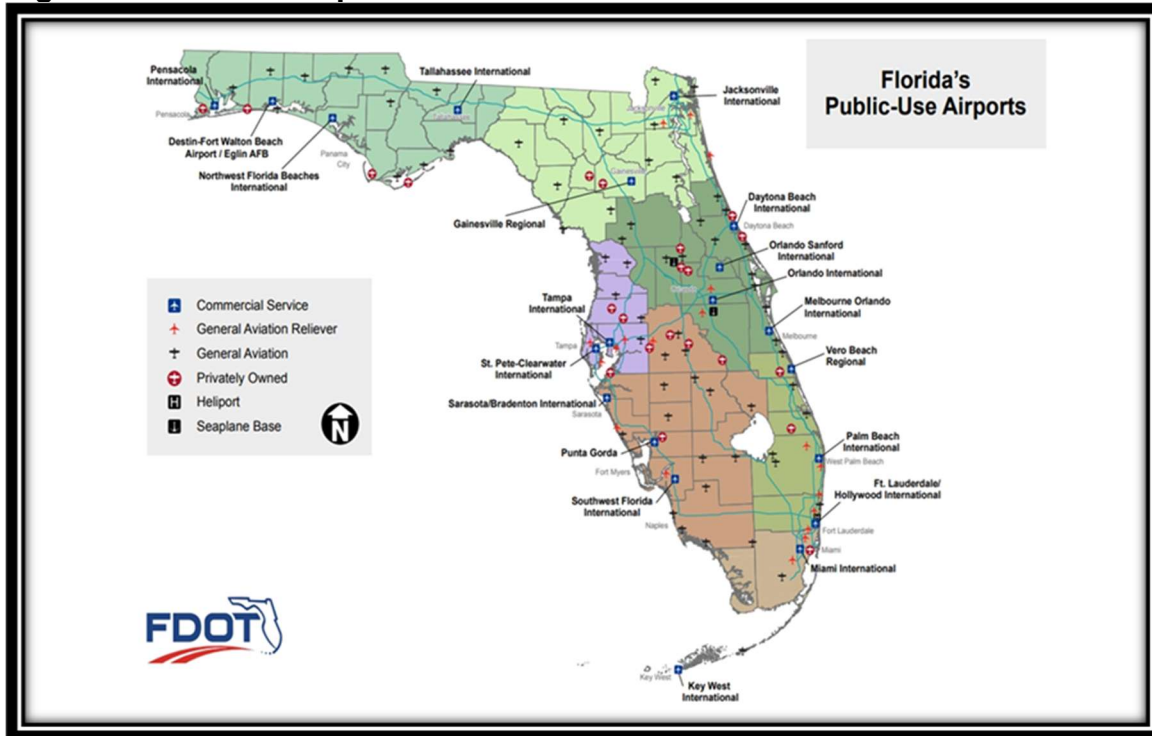 Florida's
Public-Use Airports
Pensacola
International
Tallahassee International
Jacksonville
International
Pensacola
Destin-Fort Walton Beach
Airport / Eglin AFB
Northwest Florida Beaches
International
Panama
City
Gainesville
Gainesville Regional
Daytona Beach
International
Daytona Beach
Orlando Sanford
International
Orlando International
Orlando
Melbourne Orlando
International
Melbourne
Tampa
International
Tampa
St. Pete-Clearwater
International
Vero Beach
Regional
Sarasota/Bradenton International
Sarasota
Punta Gorda
Fort Myers
Palm Beach
International
West Palm Beach
Southwest Florida
International
Naples
Ft. Lauderdale/
Hollywood International
Fort Lauderdale
Miami
Miami International
Key West
Key West
International
Commercial Service
General Aviation Reliever
General Aviation
Privately Owned
H Heliport
Seaplane Base
N
FDOT